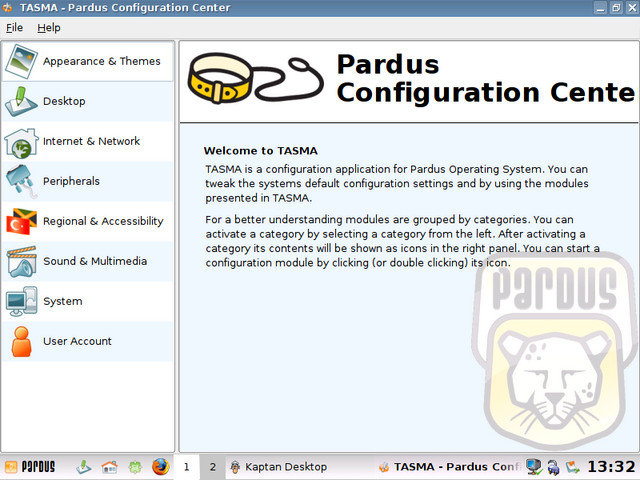 TASMA - Pardus Configuration Center
File Help
Appearance & Themes
Desktop
Internet & Network
Peripherals
Regional & Accessibility
Sound & Multimedia
System
User Account
Pardus
Configuration Cente
Welcome to TASMA
TASMA is a configuration application for Pardus Operating System. You can
tweak the systems default configuration settings and by using the modules
presented in TASMA.
For a better understanding modules are grouped by categories. You can
activate a category by selecting a category from the left. After activating a
category its contents will be shown as icons in the right panel. You can start a
configuration module by clicking (or double clicking) its icon.
PARDUS
PARDUS 1 2 Kaptan Desktop TASMA - Pardus Conf 13:32